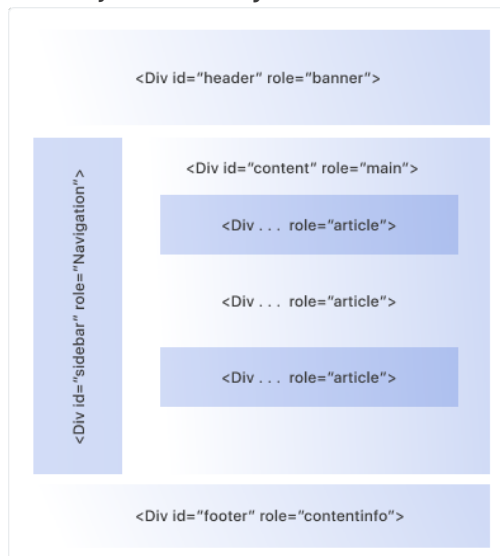 <Div id="header" role="banner">
<Div id="sidebar" role="Navigation">
<Div id="content" role="main">
<Div . . .  role="article">
<Div . . .  role="article">
<Div . . .  role="article">
<Div id="footer" role="contentinfo">